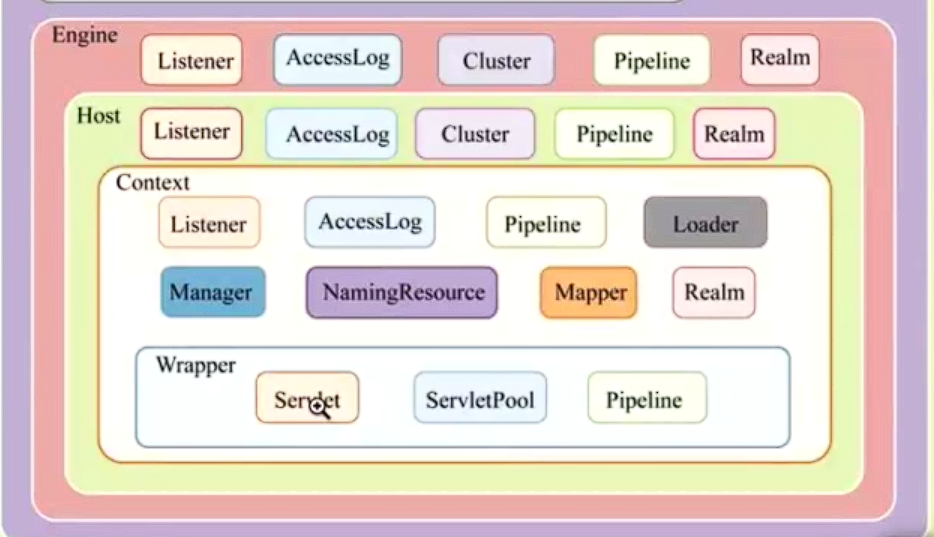 Engine
Listener AccessLog Cluster Pipeline Realm
Host
Listener AccessLog Cluster Pipeline Realm
Context
Listener AccessLog Pipeline Loader
Manager NamingResource Mapper Realm
Wrapper
Servlet ServletPool Pipeline